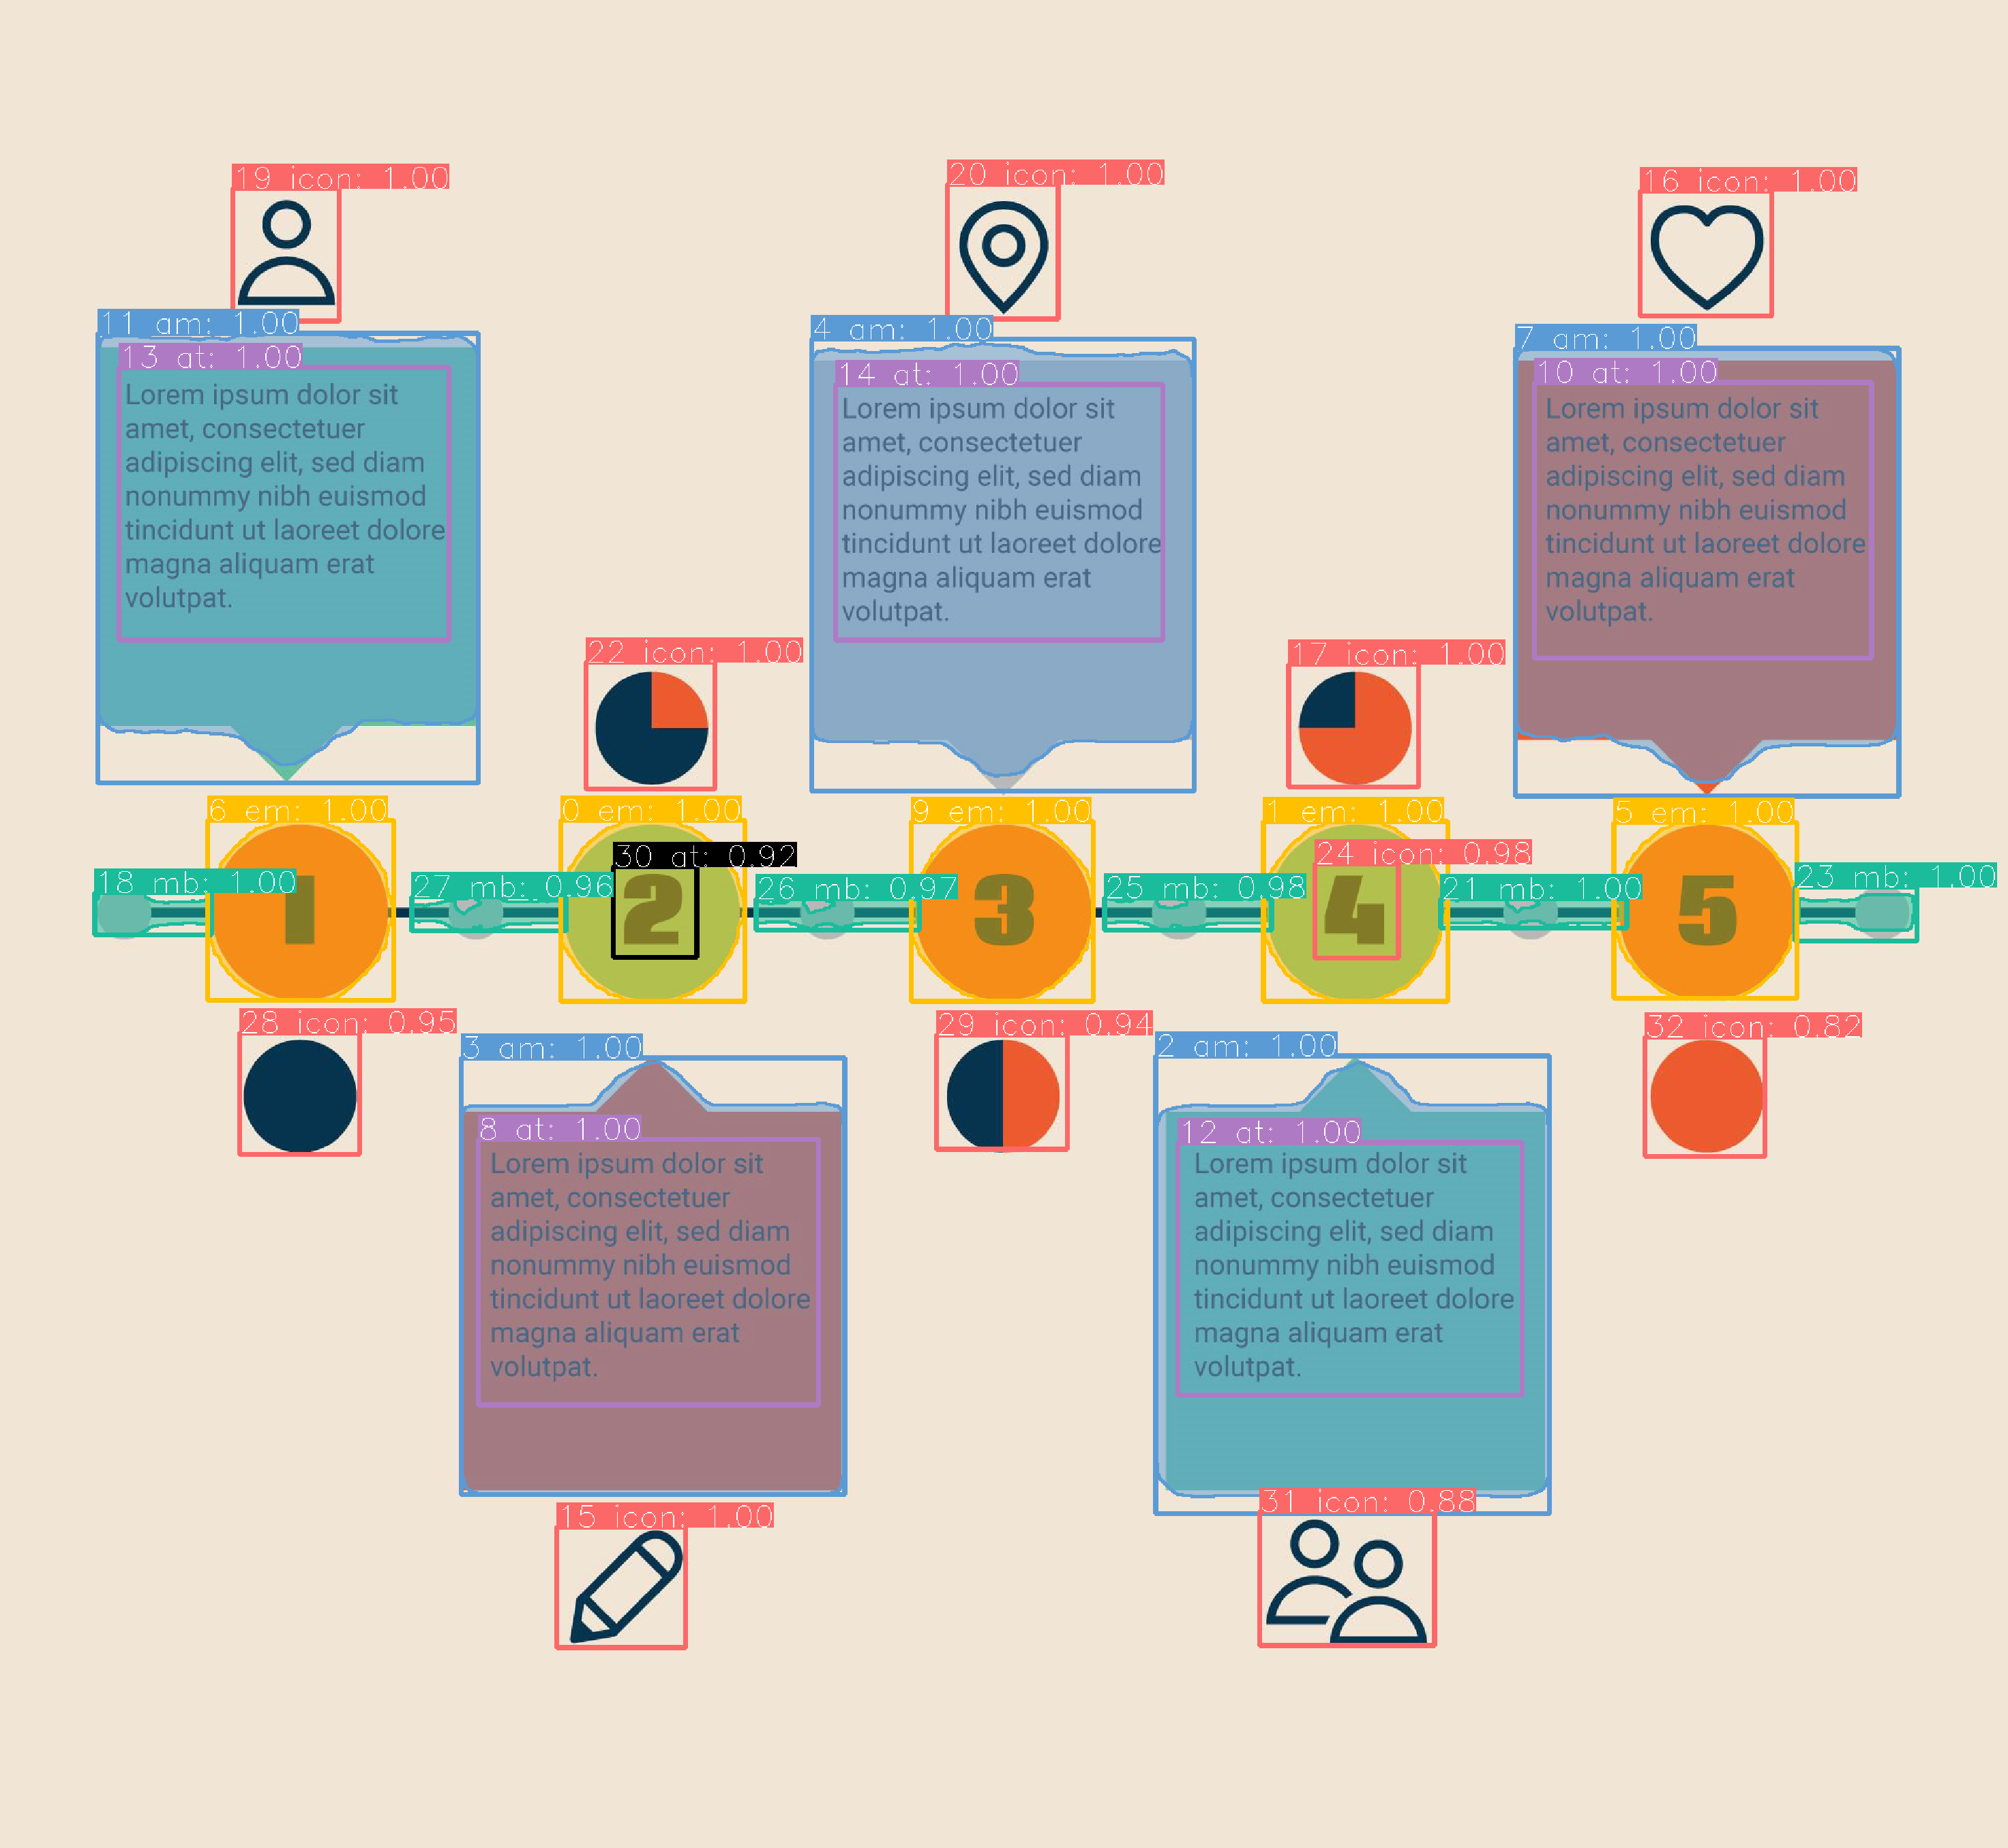 19 icon: 1.00
20 icon: 1.00
16 icon: 1.00
11 am: 1.00
4 am: 1.00
7 am: 1.00
13 at: 1.00
Lorem ipsum dolor sit
amet, consectetuer
adipiscing elit, sed diam
nonummy nibh euismod
tincidunt ut laoreet dolore
magna aliquam erat
volutpat.
14 at: 1.00
Lorem ipsum dolor sit
amet, consectetuer
adipiscing elit, sed diam
nonummy nibh euismod
tincidunt ut laoreet dolore
magna aliquam erat
volutpat.
10 at: 1.00
Lorem ipsum dolor sit
amet, consectetuer
adipiscing elit, sed diam
nonummy nibh euismod
tincidunt ut laoreet dolore
magna aliquam erat
volutpat.
22 icon: 1.00
17 icon: 1.00
6 em: 1.00
0 em: 1.00
9 em: 1.00
1 em: 1.00
5 em: 1.00
30 at: 0.92
24 icon: 0.98
18 mb: 1.00
27 mb: 0.96
26 mb: 0.97
25 mb: 0.98
21 mb: 1.00
23 mb: 1.00
1
2
3
4
5
28 icon: 0.95
29 icon: 0.94
32 icon: 0.82
3 am: 1.00
2 am: 1.00
8 at: 1.00
Lorem ipsum dolor sit
amet, consectetuer
adipiscing elit, sed diam
nonummy nibh euismod
tincidunt ut laoreet dolore
magna aliquam erat
volutpat.
12 at: 1.00
Lorem ipsum dolor sit
amet, consectetuer
adipiscing elit, sed diam
nonummy nibh euismod
tincidunt ut laoreet dolore
magna aliquam erat
volutpat.
15 icon: 1.00
31 icon: 0.88